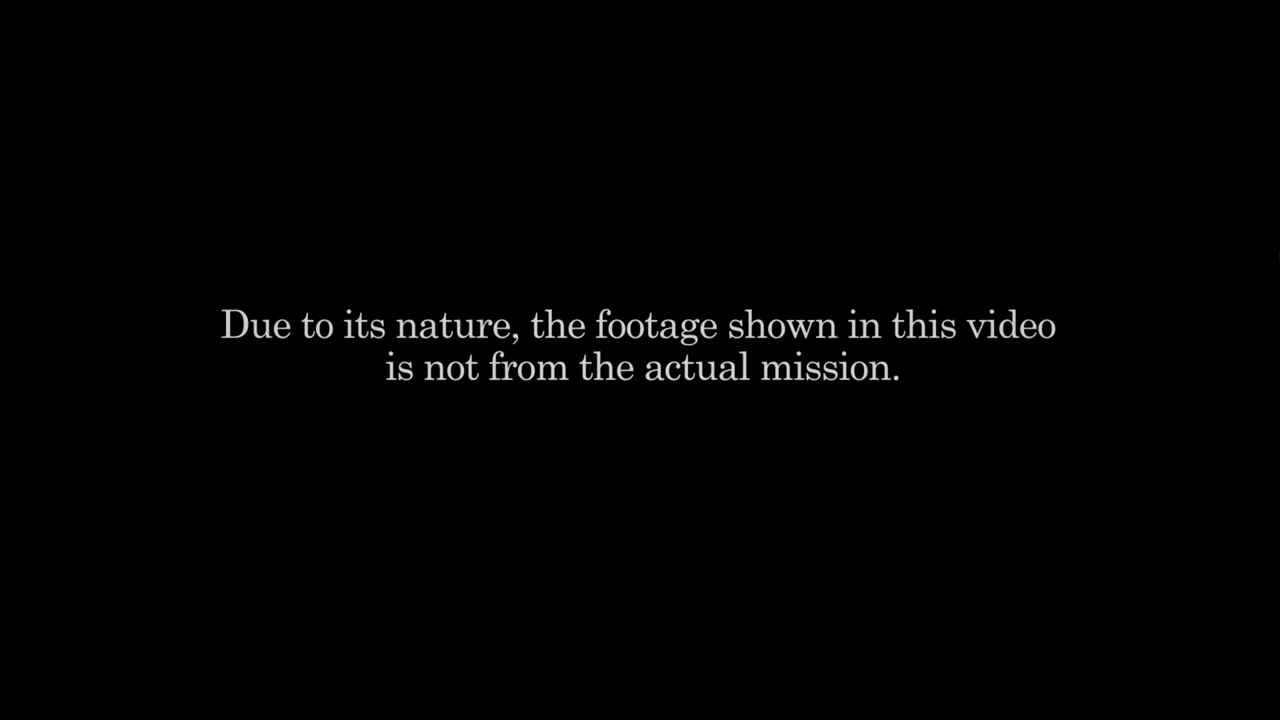 Due to its nature, the footage shown in this video
is not from the actual mission.